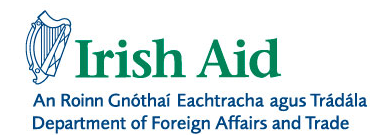 Irish Aid
An Roinn Gnóthaí Eachtracha agus Trádála
Department of Foreign Affairs and Trade